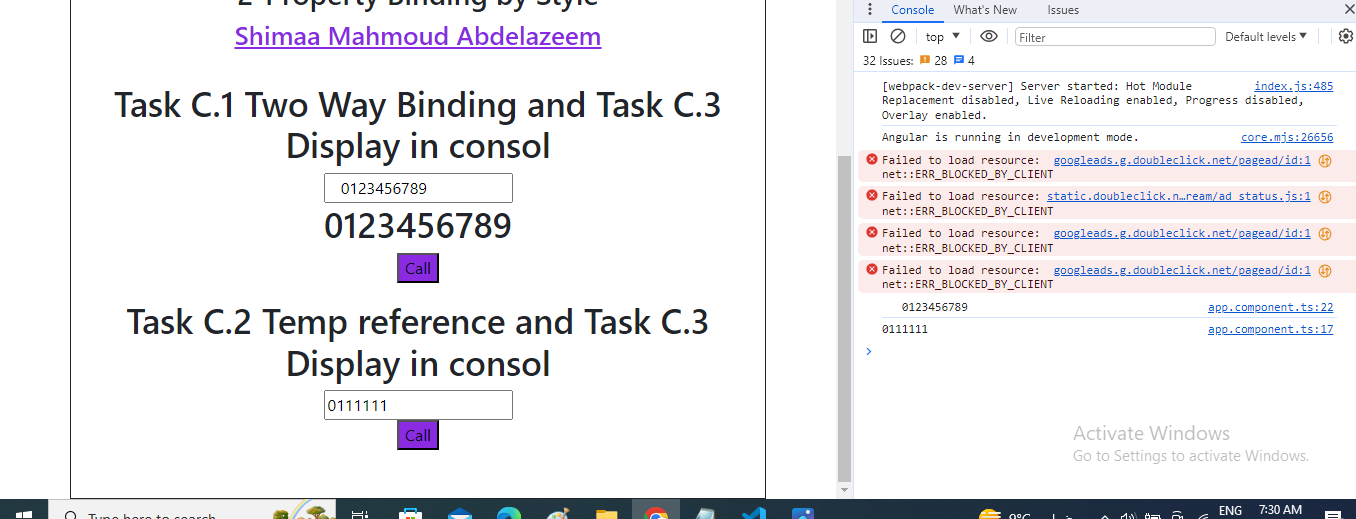 2-Property Binding by Style
Shimaa Mahmoud Abdelazeem
Task C.1 Two Way Binding and Task C.3
Display in consol
0123456789
0123456789
Call
Task C.2 Temp reference and Task C.3
Display in consol
0111111
Call
Console What's New Issues
top Filter Default levels
32 Issues: 28 4
[webpack-dev-server] Server started: Hot Module index.js:485
Replacement disabled, Live Reloading enabled, Progress disabled,
Overlay enabled.
Angular is running in development mode. core.mjs:26656
Failed to load resource: googleads.g.doubleclick.net/pagead/id:1
net::ERR_BLOCKED_BY_CLIENT
Failed to load resource: static.doubleclick.n…ream/ad_status.js:1
net::ERR_BLOCKED_BY_CLIENT
Failed to load resource: googleads.g.doubleclick.net/pagead/id:1
net::ERR_BLOCKED_BY_CLIENT
Failed to load resource: googleads.g.doubleclick.net/pagead/id:1
net::ERR_BLOCKED_BY_CLIENT
0123456789 app.component.ts:22
0111111 app.component.ts:17
Activate Windows
Go to Settings to activate Windows.
Type here to search
ENG 7:30 AM